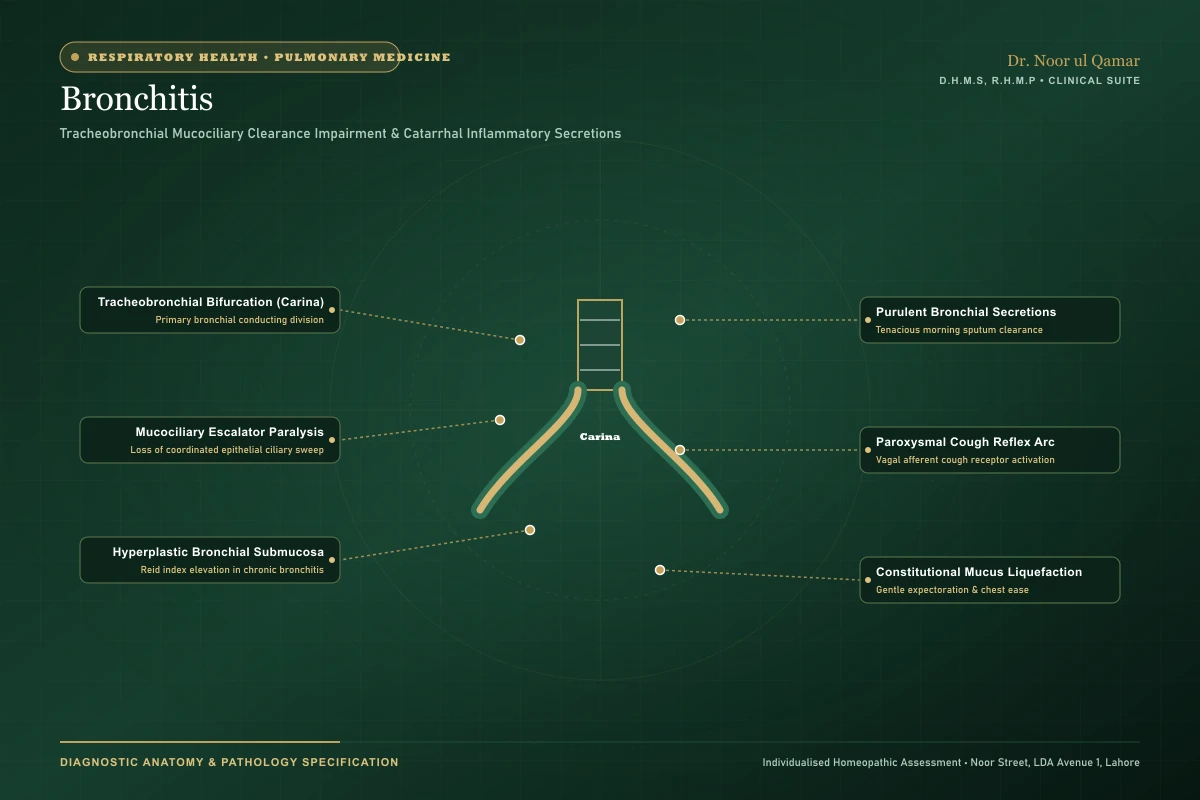 RESPIRATORY HEALTH • PULMONARY MEDICINE
Bronchitis
Tracheobronchial Mucociliary Clearance Impairment & Catarrhal Inflammatory Secretions
Dr. Noor ul Qamar
D.H.M.S, R.H.M.P • CLINICAL SUITE
Tracheobronchial Bifurcation (Carina)
Primary bronchial conducting division
Mucociliary Escalator Paralysis
Loss of coordinated epithelial ciliary sweep
Hyperplastic Bronchial Submucosa
Reid index elevation in chronic bronchitis
Carina
Purulent Bronchial Secretions
Tenacious morning sputum clearance
Paroxysmal Cough Reflex Arc
Vagal afferent cough receptor activation
Constitutional Mucus Liquefaction
Gentle expectoration & chest ease
DIAGNOSTIC ANATOMY & PATHOLOGY SPECIFICATION
Individualised Homeopathic Assessment • Noor Street, LDA Avenue 1, Lahore